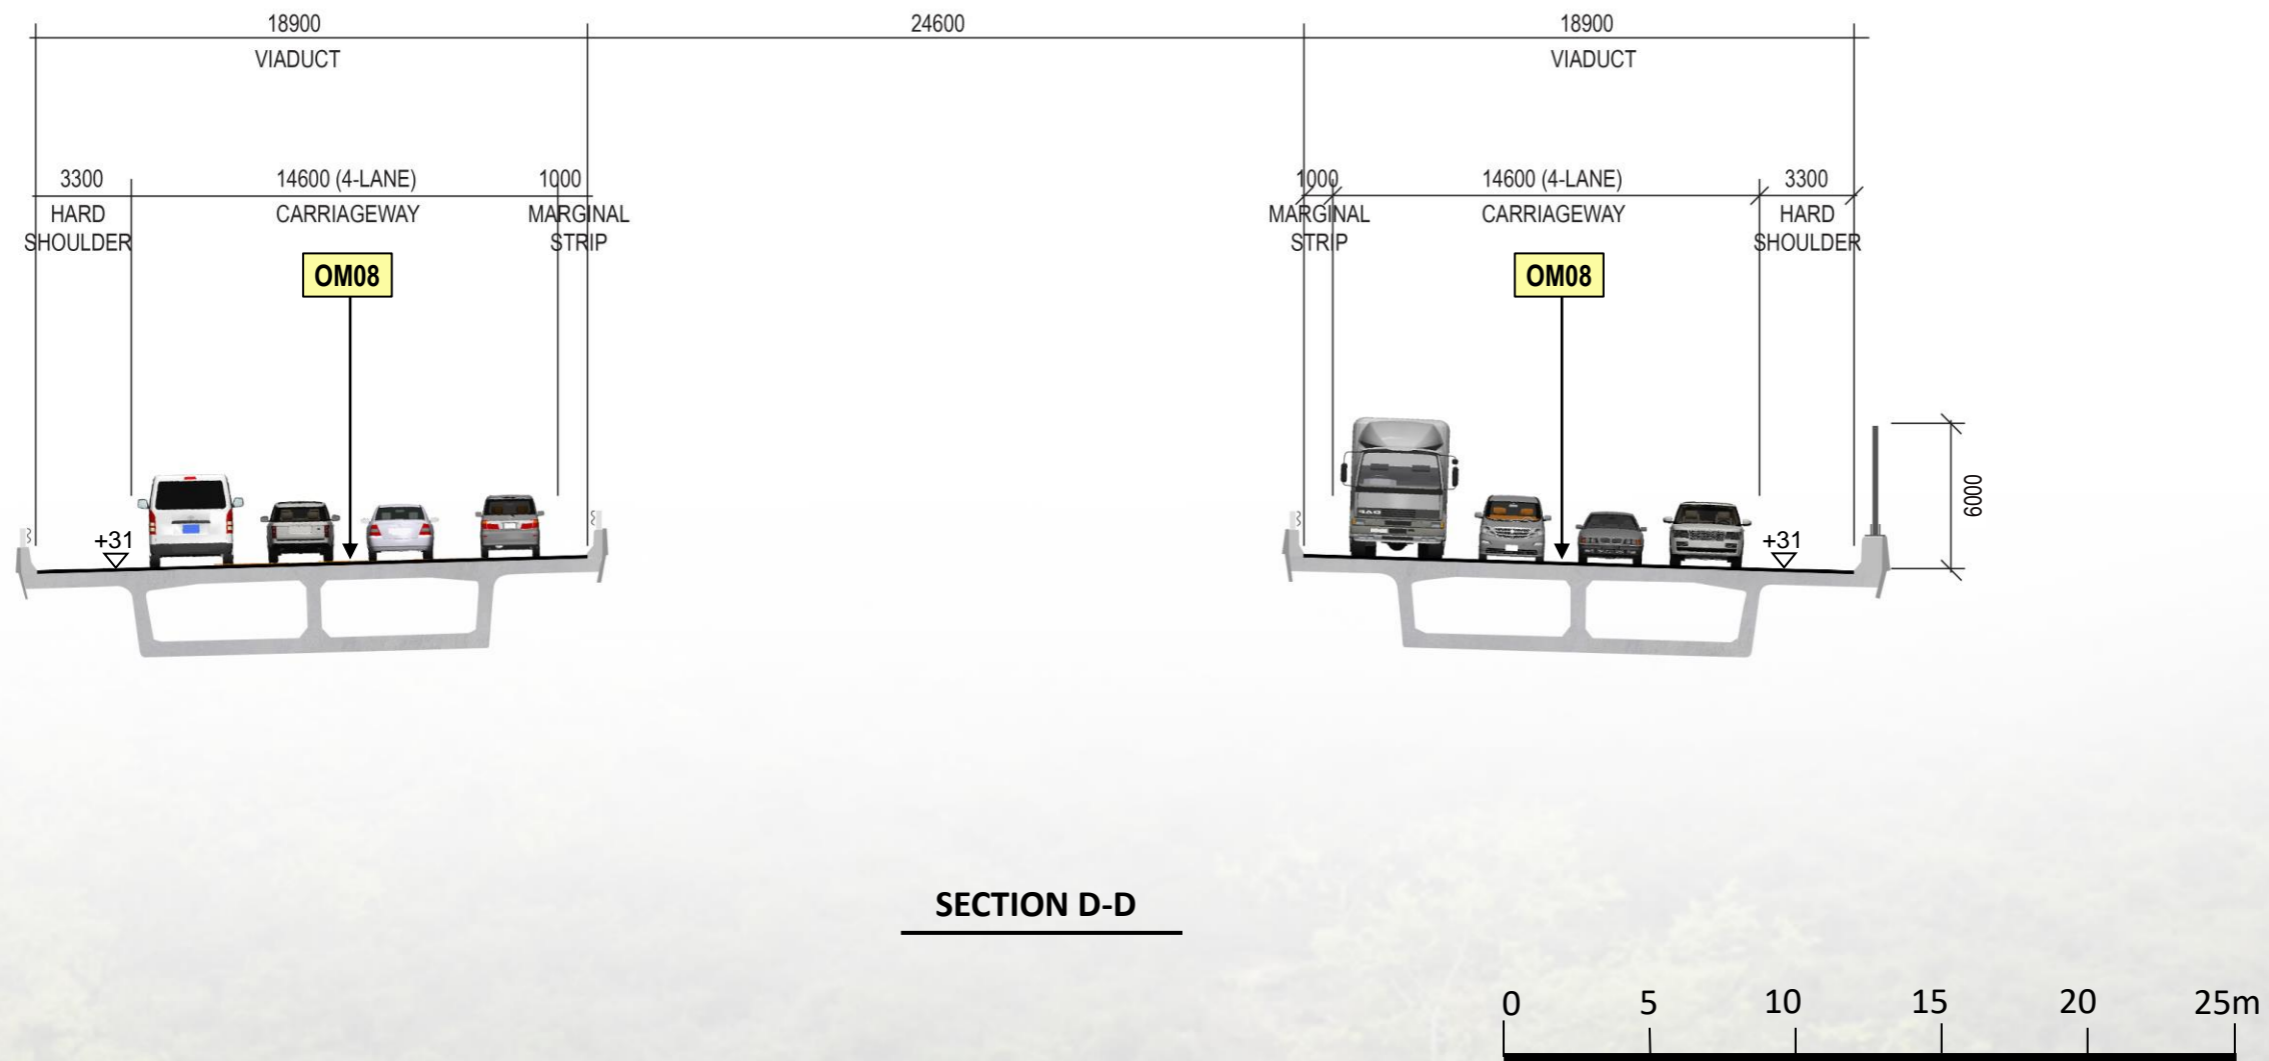 18900 24600 18900
VIADUCT VIADUCT
3300 14600 (4-LANE) 1000 1000 14600 (4-LANE) 3300
HARD CARRIAGEWAY MARGINAL MARGINAL CARRIAGEWAY HARD
SHOULDER STRIP STRIP SHOULDER
OM08 OM08
6000
+31 +31
SECTION D-D
0 5 10 15 20 25m